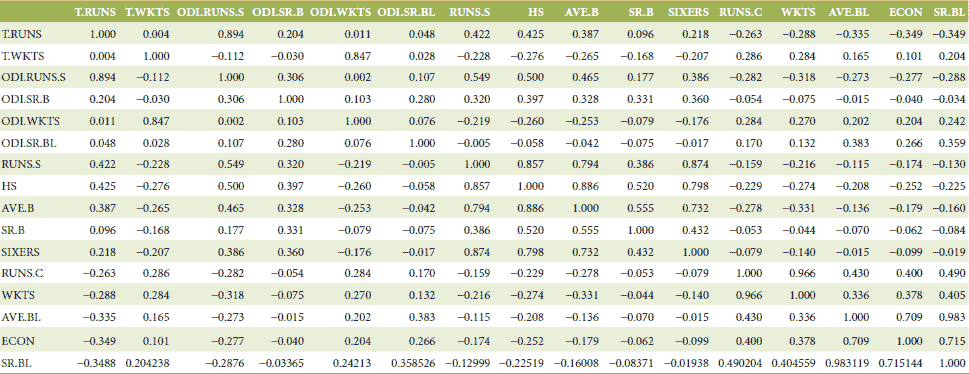 T.RUNS T.WKTS ODI.RUNS.S ODI.SR.B ODI.WKTS ODI.SR.BL RUNS.S HS AVE.B SR.B SIXERS RUNS.C WKTS AVE.BL ECON SR.BL
T.RUNS 1.000 0.004 0.894 0.204 0.011 0.048 0.422 0.425 0.387 0.096 0.218 −0.263 −0.288 −0.335 −0.349 −0.349
T.WKTS 0.004 1.000 −0.112 −0.030 0.847 0.028 −0.228 −0.276 −0.265 −0.168 −0.207 0.286 0.284 0.165 0.101 0.204
ODI.RUNS.S 0.894 −0.112 1.000 0.306 0.002 0.107 0.549 0.500 0.465 0.177 0.386 −0.282 −0.318 −0.273 −0.277 −0.288
ODI.SR.B 0.204 −0.030 0.306 1.000 0.103 0.280 0.320 0.397 0.328 0.331 0.360 −0.054 −0.075 −0.015 −0.040 −0.034
ODI.WKTS 0.011 0.847 0.002 0.103 1.000 0.076 −0.219 −0.260 −0.253 −0.079 −0.176 0.284 0.270 0.202 0.204 0.242
ODI.SR.BL 0.048 0.028 0.107 0.280 0.076 1.000 −0.005 −0.058 −0.042 −0.075 −0.017 0.170 0.132 0.383 0.266 0.359
RUNS.S 0.422 −0.228 0.549 0.320 −0.219 −0.005 1.000 0.857 0.794 0.386 0.874 −0.159 −0.216 −0.115 −0.174 −0.130
HS 0.425 −0.276 0.500 0.397 −0.260 −0.058 0.857 1.000 0.886 0.520 0.798 −0.229 −0.274 −0.208 −0.252 −0.225
AVE.B 0.387 −0.265 0.465 0.328 −0.253 −0.042 0.794 0.886 1.000 0.555 0.732 −0.278 −0.331 −0.136 −0.179 −0.160
SR.B 0.096 −0.168 0.177 0.331 −0.079 −0.075 0.386 0.520 0.555 1.000 0.432 −0.053 −0.044 −0.070 −0.062 −0.084
SIXERS 0.218 −0.207 0.386 0.360 −0.176 −0.017 0.874 0.798 0.732 0.432 1.000 −0.079 −0.140 −0.015 −0.099 −0.019
RUNS.C −0.263 0.286 −0.282 −0.054 0.284 0.170 −0.159 −0.229 −0.278 −0.053 −0.079 1.000 0.966 0.430 0.400 0.490
WKTS −0.288 0.284 −0.318 −0.075 0.270 0.132 −0.216 −0.274 −0.331 −0.044 −0.140 0.966 1.000 0.336 0.378 0.405
AVE.BL −0.335 0.165 −0.273 −0.015 0.202 0.383 −0.115 −0.208 −0.136 −0.070 −0.015 0.430 0.336 1.000 0.709 0.983
ECON −0.349 0.101 −0.277 −0.040 0.204 0.266 −0.174 −0.252 −0.179 −0.062 −0.099 0.400 0.378 0.709 1.000 0.715
SR.BL −0.3488 0.204238 −0.2876 −0.03365 0.24213 0.358526 −0.12999 −0.22519 −0.16008 −0.08371 −0.01938 0.490204 0.404559 0.983119 0.715144 1.000